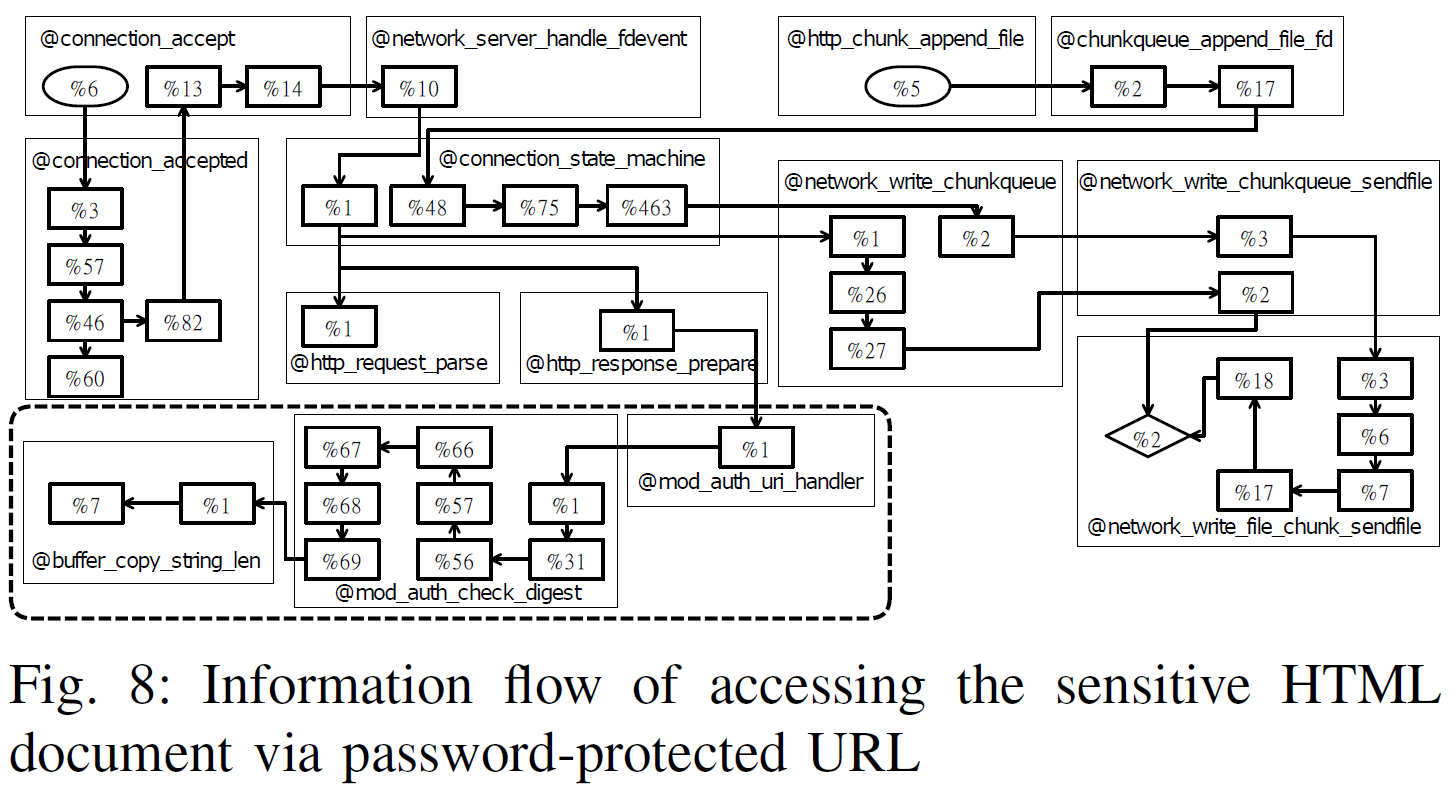 @connection_accept
%6
%13
%14
@network_server_handle_fdevent
%10
@http_chunk_append_file
%5
@chunkqueue_append_file_fd
%2
%17
@connection_accepted
%3
%57
%46
%82
%60
@connection_state_machine
%1
%48
%75
%463
@network_write_chunkqueue
%1
%2
%26
%27
@network_write_chunkqueue_sendfile
%3
%2
%1
@http_request_parse
%1
@http_response_prepare
%18
%3
%2
%6
%17
%7
@network_write_file_chunk_sendfile
%7
%1
@buffer_copy_string_len
%67
%66
%68
%57
%1
%69
%56
%31
@mod_auth_check_digest
%1
@mod_auth_uri_handler
Fig. 8: Information flow of accessing the sensitive HTML
document via password-protected URL